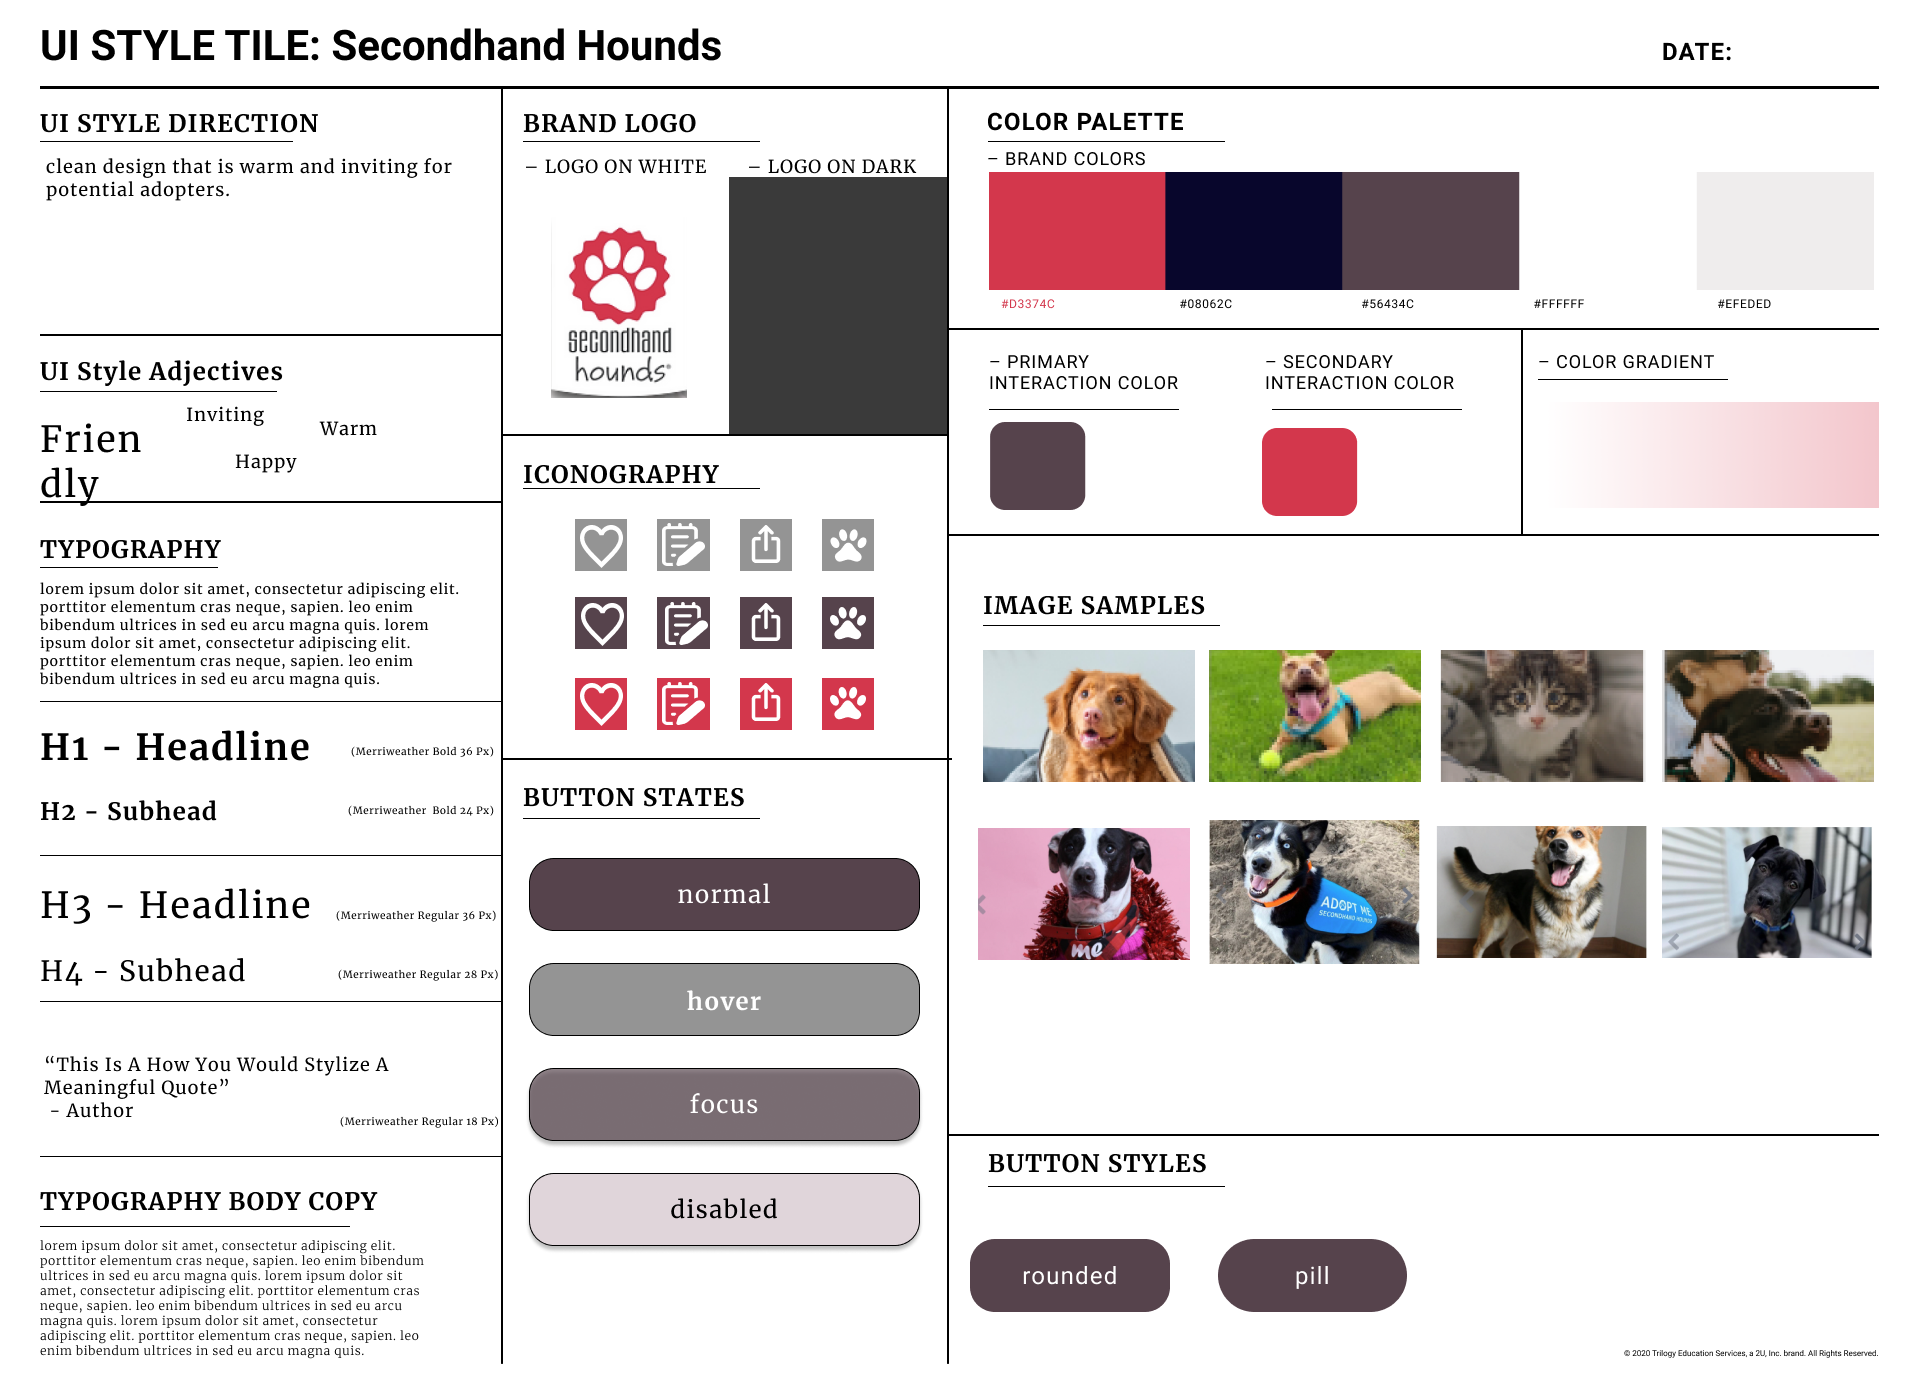 UI STYLE TILE: Secondhand Hounds
DATE:
UI STYLE DIRECTION
clean design that is warm and inviting for
potential adopters.
UI Style Adjectives
Inviting
Warm
Frien
dly
Happy
TYPOGRAPHY
lorem ipsum dolor sit amet, consectetur adipiscing elit.
porttitor elementum cras neque, sapien. leo enim
bibendum ultrices in sed eu arcu magna quis. lorem
ipsum dolor sit amet, consectetur adipiscing elit.
porttitor elementum cras neque, sapien. leo enim
bibendum ultrices in sed eu arcu magna quis.
H1 - Headline
(Merriweather Bold 36 Px)
H2 - Subhead
(Merriweather  Bold 24 Px)
H3 - Headline
(Merriweather Regular 36 Px)
H4 - Subhead
(Merriweather Regular 28 Px)
“This Is A How You Would Stylize A
Meaningful Quote”
- Author
(Merriweather Regular 18 Px)
TYPOGRAPHY BODY COPY
lorem ipsum dolor sit amet, consectetur adipiscing elit.
porttitor elementum cras neque, sapien. leo enim bibendum
ultrices in sed eu arcu magna quis. lorem ipsum dolor sit
amet, consectetur adipiscing elit. porttitor elementum cras
neque, sapien. leo enim bibendum ultrices in sed eu arcu
magna quis. lorem ipsum dolor sit amet, consectetur
adipiscing elit. porttitor elementum cras neque, sapien. leo
enim bibendum ultrices in sed eu arcu magna quis.
BRAND LOGO
– LOGO ON WHITE
– LOGO ON DARK
secondhand
hounds®
ICONOGRAPHY
BUTTON STATES
normal
hover
focus
disabled
COLOR PALETTE
– BRAND COLORS
#D3374C
#08062C
#56434C
#FFFFFF
#EFEDED
– PRIMARY
INTERACTION COLOR
– SECONDARY
INTERACTION COLOR
– COLOR GRADIENT
IMAGE SAMPLES
me
ADOPT ME
SECONDHAND HOUNDS
BUTTON STYLES
rounded
pill
© 2020 Trilogy Education Services, a 2U, Inc. brand. All Rights Reserved.